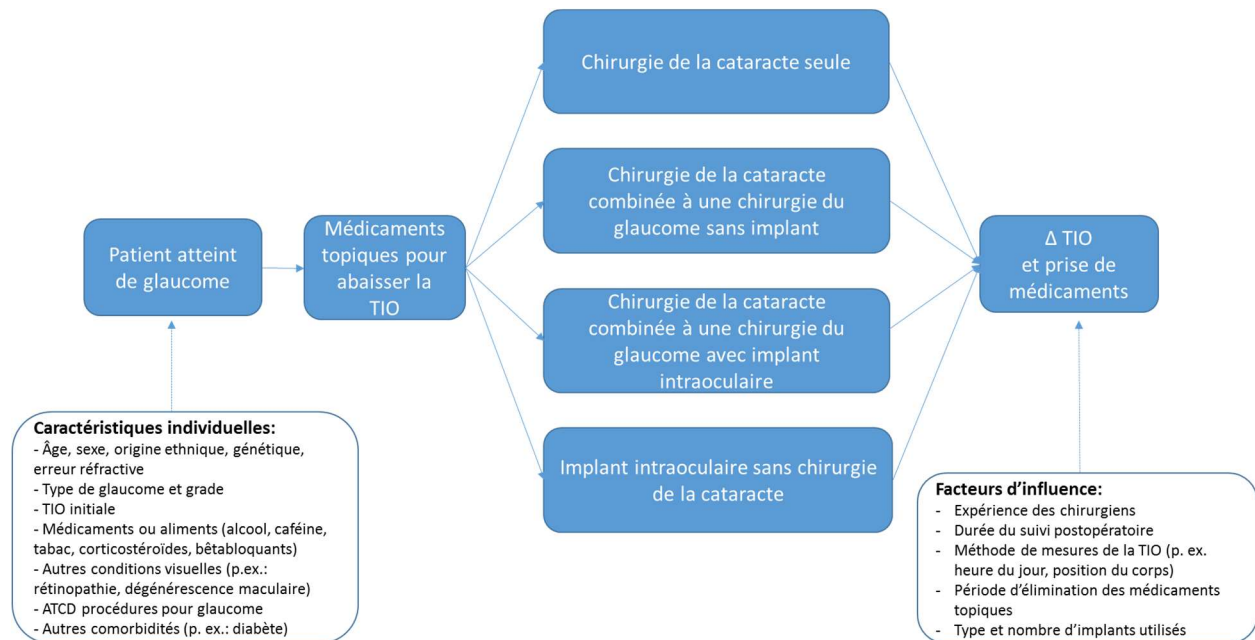 Chirurgie de la cataracte seule
Chirurgie de la cataracte
combinée à une chirurgie du
glaucome sans implant
Patient atteint
de glaucome
Médicaments
topiques pour
abaisser la
TIO
Δ TIO
et prise de
médicaments
Chirurgie de la cataracte
combinée à une chirurgie du
glaucome avec implant
intraoculaire
Implant intraoculaire sans chirurgie
de la cataracte
Caractéristiques individuelles:
- Âge, sexe, origine ethnique, génétique,
erreur réfractive
- Type de glaucome et grade
- TIO initiale
- Médicaments ou aliments (alcool, caféine,
tabac, corticostéroïdes, bêtabloquants)
- Autres conditions visuelles (p.ex.:
rétinopathie, dégénérescence maculaire)
- ATCD procédures pour glaucome
- Autres comorbidités (p. ex.: diabète)
Facteurs d'influence:
- Expérience des chirurgiens
- Durée du suivi postopératoire
- Méthode de mesures de la TIO (p. ex.
heure du jour, position du corps)
- Période d'élimination des médicaments
topiques
- Type et nombre d'implants utilisés